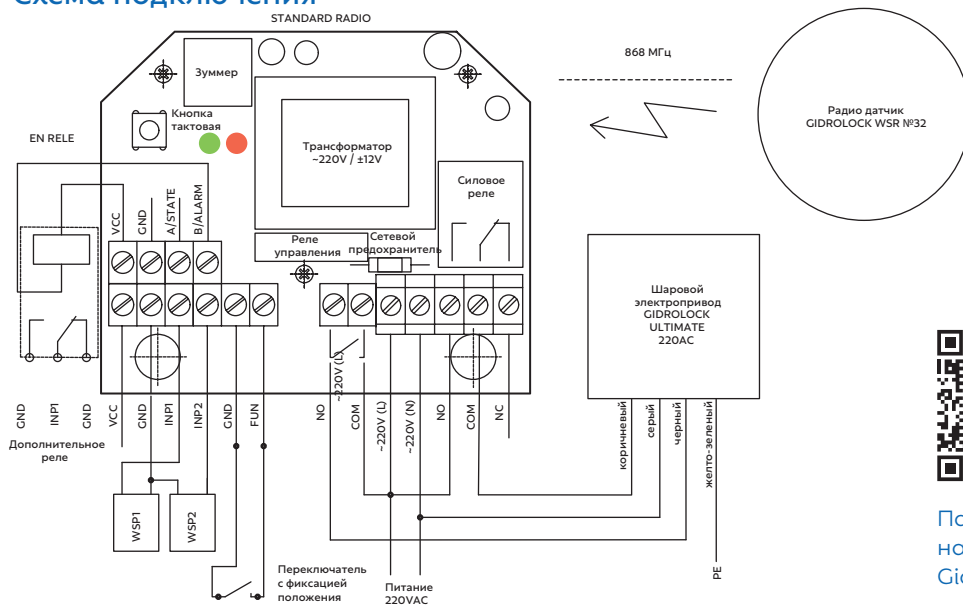 Схема подключения
STANDARD RADIO
868 МГц
Зуммер
Кнопка
тактовая
Радио датчик
GIDROLOCK WSR №32
EN RELE
Трансформатор
~220V / ±12V
Силовое
реле
VCC
GND
A/STATE
B/ALARM
Реле
управления
Сетевой
предохранитель
Шаровой
электропривод
GIDROLOCK
ULTIMATE
220AC
~220V (L)
GND
INP1
GND
VCC
GND
INP1
INP2
GND
FUN
NO
COM
~220V (L)
~220V (N)
NO
COM
NC
коричневый
серый
черный
желто-зеленый
Дополнительное
реле
WSP1
WSP2
Переключатель
с фиксацией
положения
Питание
220VAC
PE